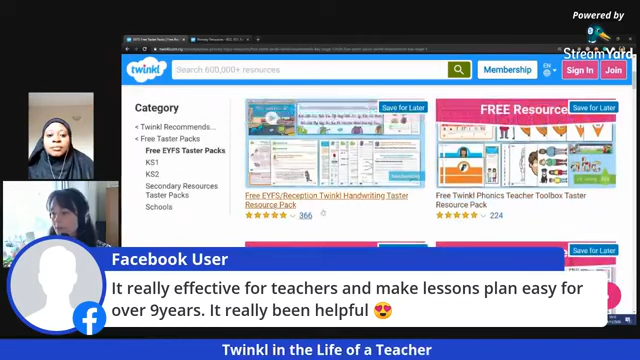 Powered by
StreamYard
twinkl
Search 600,000+ resources
Membership
EN
Sign In
Join
Category
< Twinkl Recommends...
< Free Taster Packs
Free EYFS Taster Packs
KS1
KS2
Secondary Resources
Taster Packs
Schools
Save for Later
Free EYFS/Reception Twinkl Handwriting Taster
Resource Pack
366
FREE Resource
Save for Later
Free Twinkl Phonics Teacher Toolbox Taster
Resource Pack
224
Save for Later
Save for Later
Facebook User
It really effective for teachers and make lessons plan easy for
over 9years. It really been helpful 😍
Twinkl in the Life of a Teacher